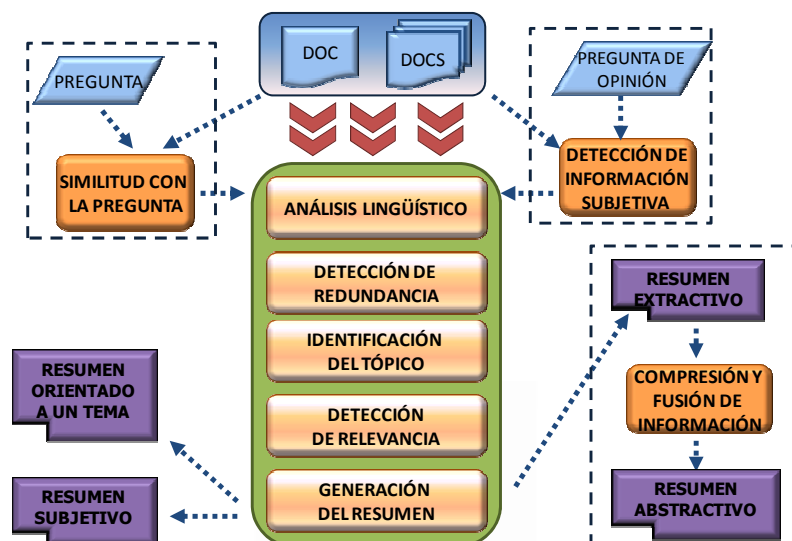 DOC
DOCS
PREGUNTA
PREGUNTA DE
OPINIÓN
SIMILITUD CON
LA PREGUNTA
DETECCIÓN DE
INFORMACIÓN
SUBJETIVA
ANÁLISIS LINGÜÍSTICO
DETECCIÓN DE
REDUNDANCIA
IDENTIFICACIÓN
DEL TÓPICO
DETECCIÓN
DE RELEVANCIA
GENERACIÓN
DEL RESUMEN
RESUMEN
ORIENTADO
A UN TEMA
RESUMEN
SUBJETIVO
RESUMEN
EXTRACTIVO
COMPRESIÓN Y
FUSIÓN DE
INFORMACIÓN
RESUMEN
ABSTRACTIVO